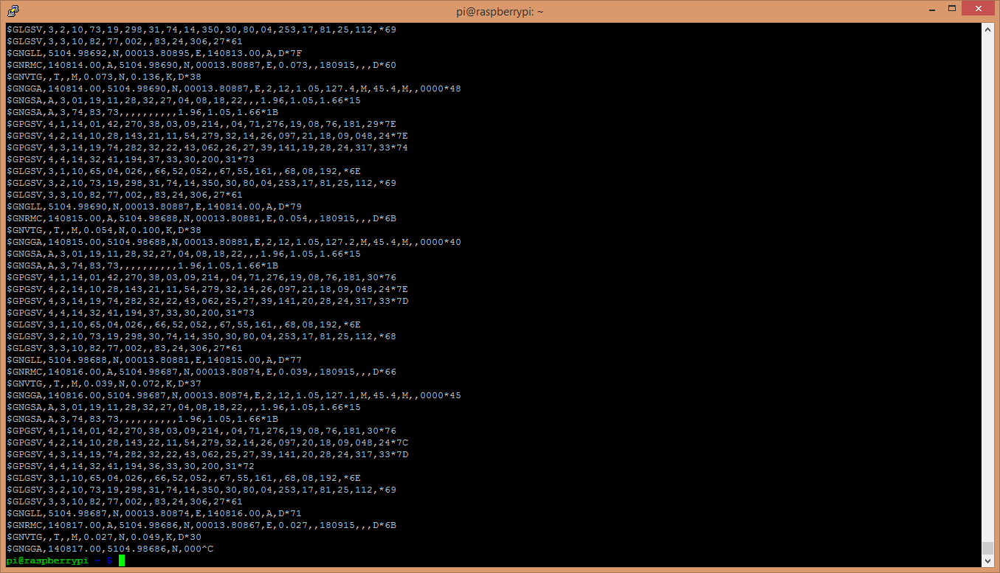 pi@raspberrypi: ~
$GLGSV,3,2,10,73,19,298,31,74,14,350,30,80,04,253,17,81,25,112,*69
$GLGSV,3,3,10,82,77,002,,83,24,306,27*61
$GNGLL,5104.98692,N,00013.80895,E,140813.00,A,D*7F
$GNRMC,140814.00,A,5104.98690,N,00013.80887,E,0.073,,180915,,,D*60
$GNVTG,,T,,M,0.073,N,0.136,K,D*38
$GNGGA,140814.00,5104.98690,N,00013.80887,E,2,12,1.05,127.4,M,45.4,M,,0000*48
$GNGSA,A,3,01,19,11,28,32,27,04,08,18,22,,,1.96,1.05,1.66*15
$GNGSA,A,3,74,83,73,,,,,,,,,,1.96,1.05,1.66*1B
$GPGSV,4,1,14,01,42,270,38,03,09,214,,04,71,276,19,08,76,181,29*7E
$GPGSV,4,2,14,10,28,143,21,11,54,279,32,14,26,097,21,18,09,048,24*7E
$GPGSV,4,3,14,19,74,282,32,22,43,062,26,27,39,141,19,28,24,317,33*74
$GPGSV,4,4,14,32,41,194,37,33,30,200,31*73
$GLGSV,3,1,10,65,04,026,,66,52,052,,67,55,161,,68,08,192,*6E
$GLGSV,3,2,10,73,19,298,31,74,14,350,30,80,04,253,17,81,25,112,*69
$GLGSV,3,3,10,82,77,002,,83,24,306,27*61
$GNGLL,5104.98690,N,00013.80887,E,140814.00,A,D*79
$GNRMC,140815.00,A,5104.98688,N,00013.80881,E,0.054,,180915,,,D*6B
$GNVTG,,T,,M,0.054,N,0.100,K,D*38
$GNGGA,140815.00,5104.98688,N,00013.80881,E,2,12,1.05,127.2,M,45.4,M,,0000*40
$GNGSA,A,3,01,19,11,28,32,27,04,08,18,22,,,1.96,1.05,1.66*15
$GNGSA,A,3,74,83,73,,,,,,,,,,1.96,1.05,1.66*1B
$GPGSV,4,1,14,01,42,270,38,03,09,214,,04,71,276,19,08,76,181,30*76
$GPGSV,4,2,14,10,28,143,21,11,54,279,32,14,26,097,21,18,09,048,24*7E
$GPGSV,4,3,14,19,74,282,32,22,43,062,25,27,39,141,20,28,24,317,33*7D
$GPGSV,4,4,14,32,41,194,37,33,30,200,31*73
$GLGSV,3,1,10,65,04,026,,66,52,052,,67,55,161,,68,08,192,*6E
$GLGSV,3,2,10,73,19,298,30,74,14,350,30,80,04,253,17,81,25,112,*68
$GLGSV,3,3,10,82,77,002,,83,24,306,27*61
$GNGLL,5104.98688,N,00013.80881,E,140815.00,A,D*77
$GNRMC,140816.00,A,5104.98687,N,00013.80874,E,0.039,,180915,,,D*66
$GNVTG,,T,,M,0.039,N,0.072,K,D*37
$GNGGA,140816.00,5104.98687,N,00013.80874,E,2,12,1.05,127.1,M,45.4,M,,0000*45
$GNGSA,A,3,01,19,11,28,32,27,04,08,18,22,,,1.96,1.05,1.66*15
$GNGSA,A,3,74,83,73,,,,,,,,,,1.96,1.05,1.66*1B
$GPGSV,4,1,14,01,42,270,38,03,09,214,,04,71,276,19,08,76,181,30*76
$GPGSV,4,2,14,10,28,143,22,11,54,279,32,14,26,097,20,18,09,048,24*7C
$GPGSV,4,3,14,19,74,282,32,22,43,062,25,27,39,141,20,28,24,317,33*7D
$GPGSV,4,4,14,32,41,194,36,33,30,200,31*72
$GLGSV,3,1,10,65,04,026,,66,52,052,,67,55,161,,68,08,192,*6E
$GLGSV,3,2,10,73,19,298,31,74,14,350,30,80,04,253,17,81,25,112,*69
$GLGSV,3,3,10,82,77,002,,83,24,306,27*61
$GNGLL,5104.98687,N,00013.80874,E,140816.00,A,D*71
$GNRMC,140817.00,A,5104.98686,N,00013.80867,E,0.027,,180915,,,D*6B
$GNVTG,,T,,M,0.027,N,0.049,K,D*30
$GNGGA,140817.00,5104.98686,N,000^C
pi@raspberrypi ~ $